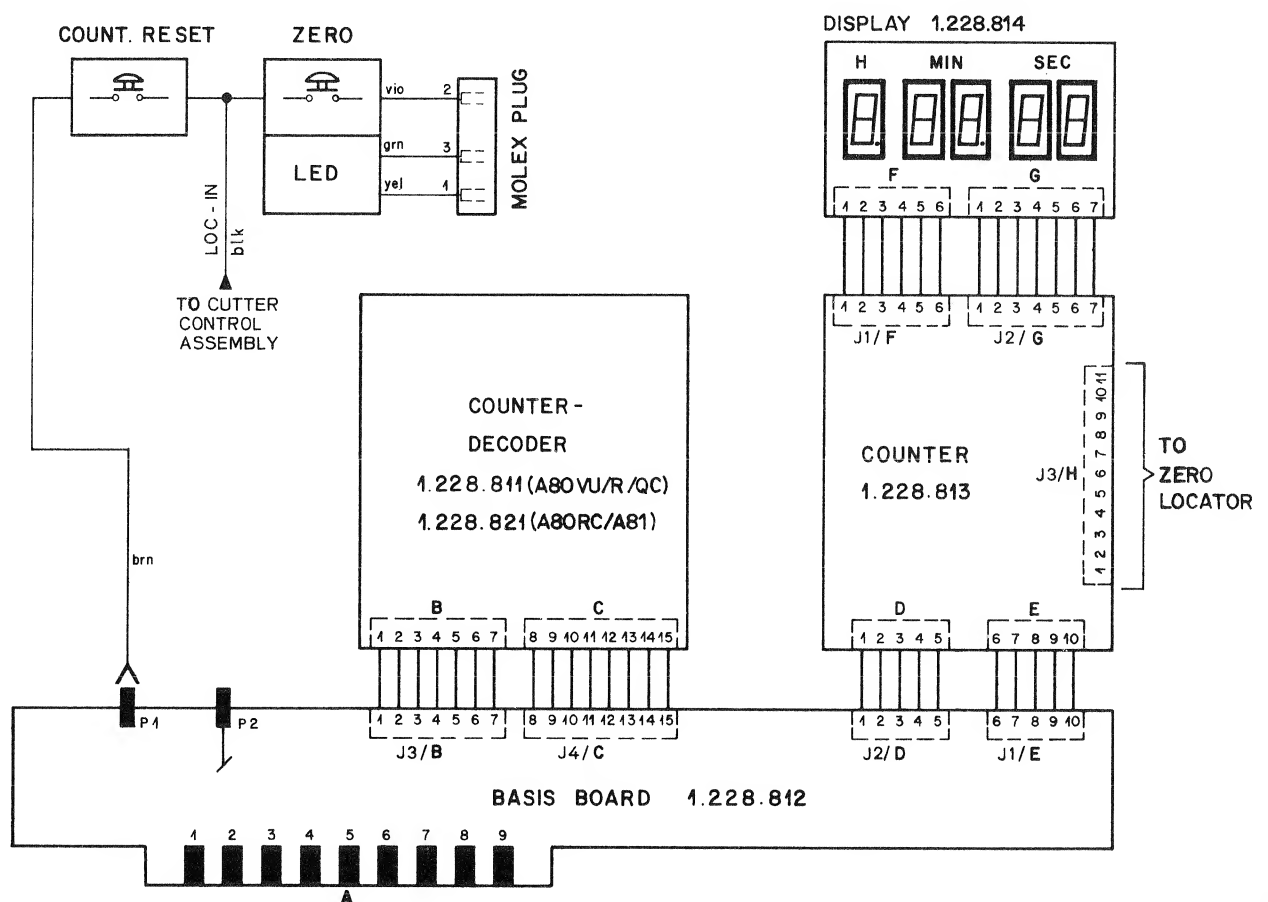 COUNT. RESET
ZERO
vio 2
grn 3
yel 1
LED
MOLEX PLUG
LOC-IN
blk
TO CUTTER
CONTROL
ASSEMBLY
brn
DISPLAY 1.228.814
H MIN SEC
F G
1 2 3 4 5 6 1 2 3 4 5 6 7
1 2 3 4 5 6 1 2 3 4 5 6 7
J1/F J2/G
COUNTER
1.228.813
J3/H
1 2 3 4 5 6 7 8 9 10 11
TO
ZERO
LOCATOR
D E
1 2 3 4 5 6 7 8 9 10
COUNTER-
DECODER
1.228.811(A80VU/R/QC)
1.228.821(A80RC/A81)
B C
1 2 3 4 5 6 7 8 9 10 11 12 13 14 15
P1 P2
1 2 3 4 5 6 7 8 9 10 11 12 13 14 15
1 2 3 4 5 6 7 8 9 10
J3/B J4/C J2/D J1/E
BASIS BOARD 1.228.812
1 2 3 4 5 6 7 8 9